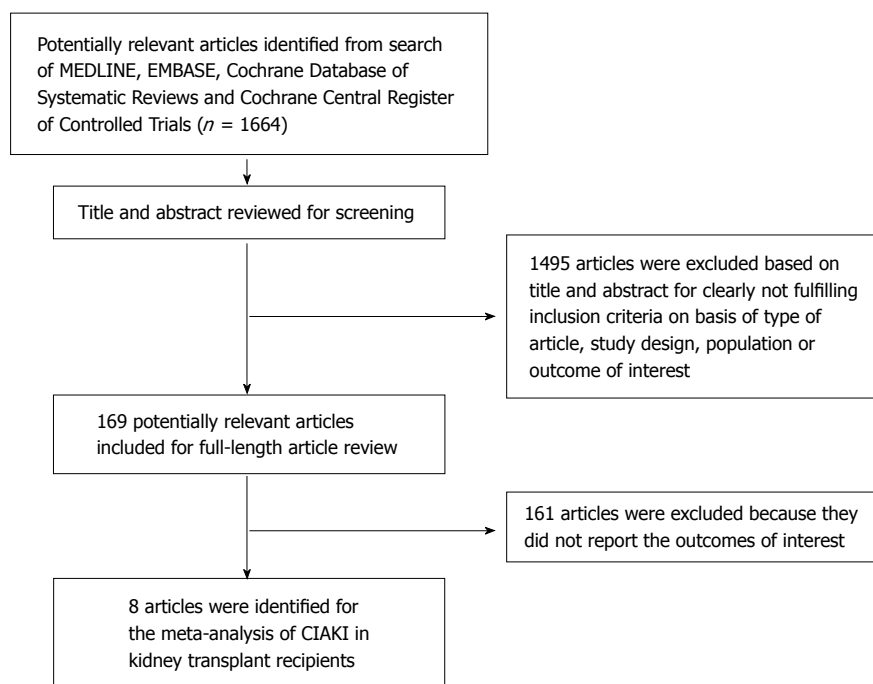 Potentially relevant articles identified from search
of MEDLINE, EMBASE, Cochrane Database of
Systematic Reviews and Cochrane Central Register
of Controlled Trials (n = 1664)
Title and abstract reviewed for screening
1495 articles were excluded based on
title and abstract for clearly not fulfilling
inclusion criteria on basis of type of
article, study design, population or
outcome of interest
169 potentially relevant articles
included for full-length article review
161 articles were excluded because they
did not report the outcomes of interest
8 articles were identified for
the meta-analysis of CIAKI in
kidney transplant recipients